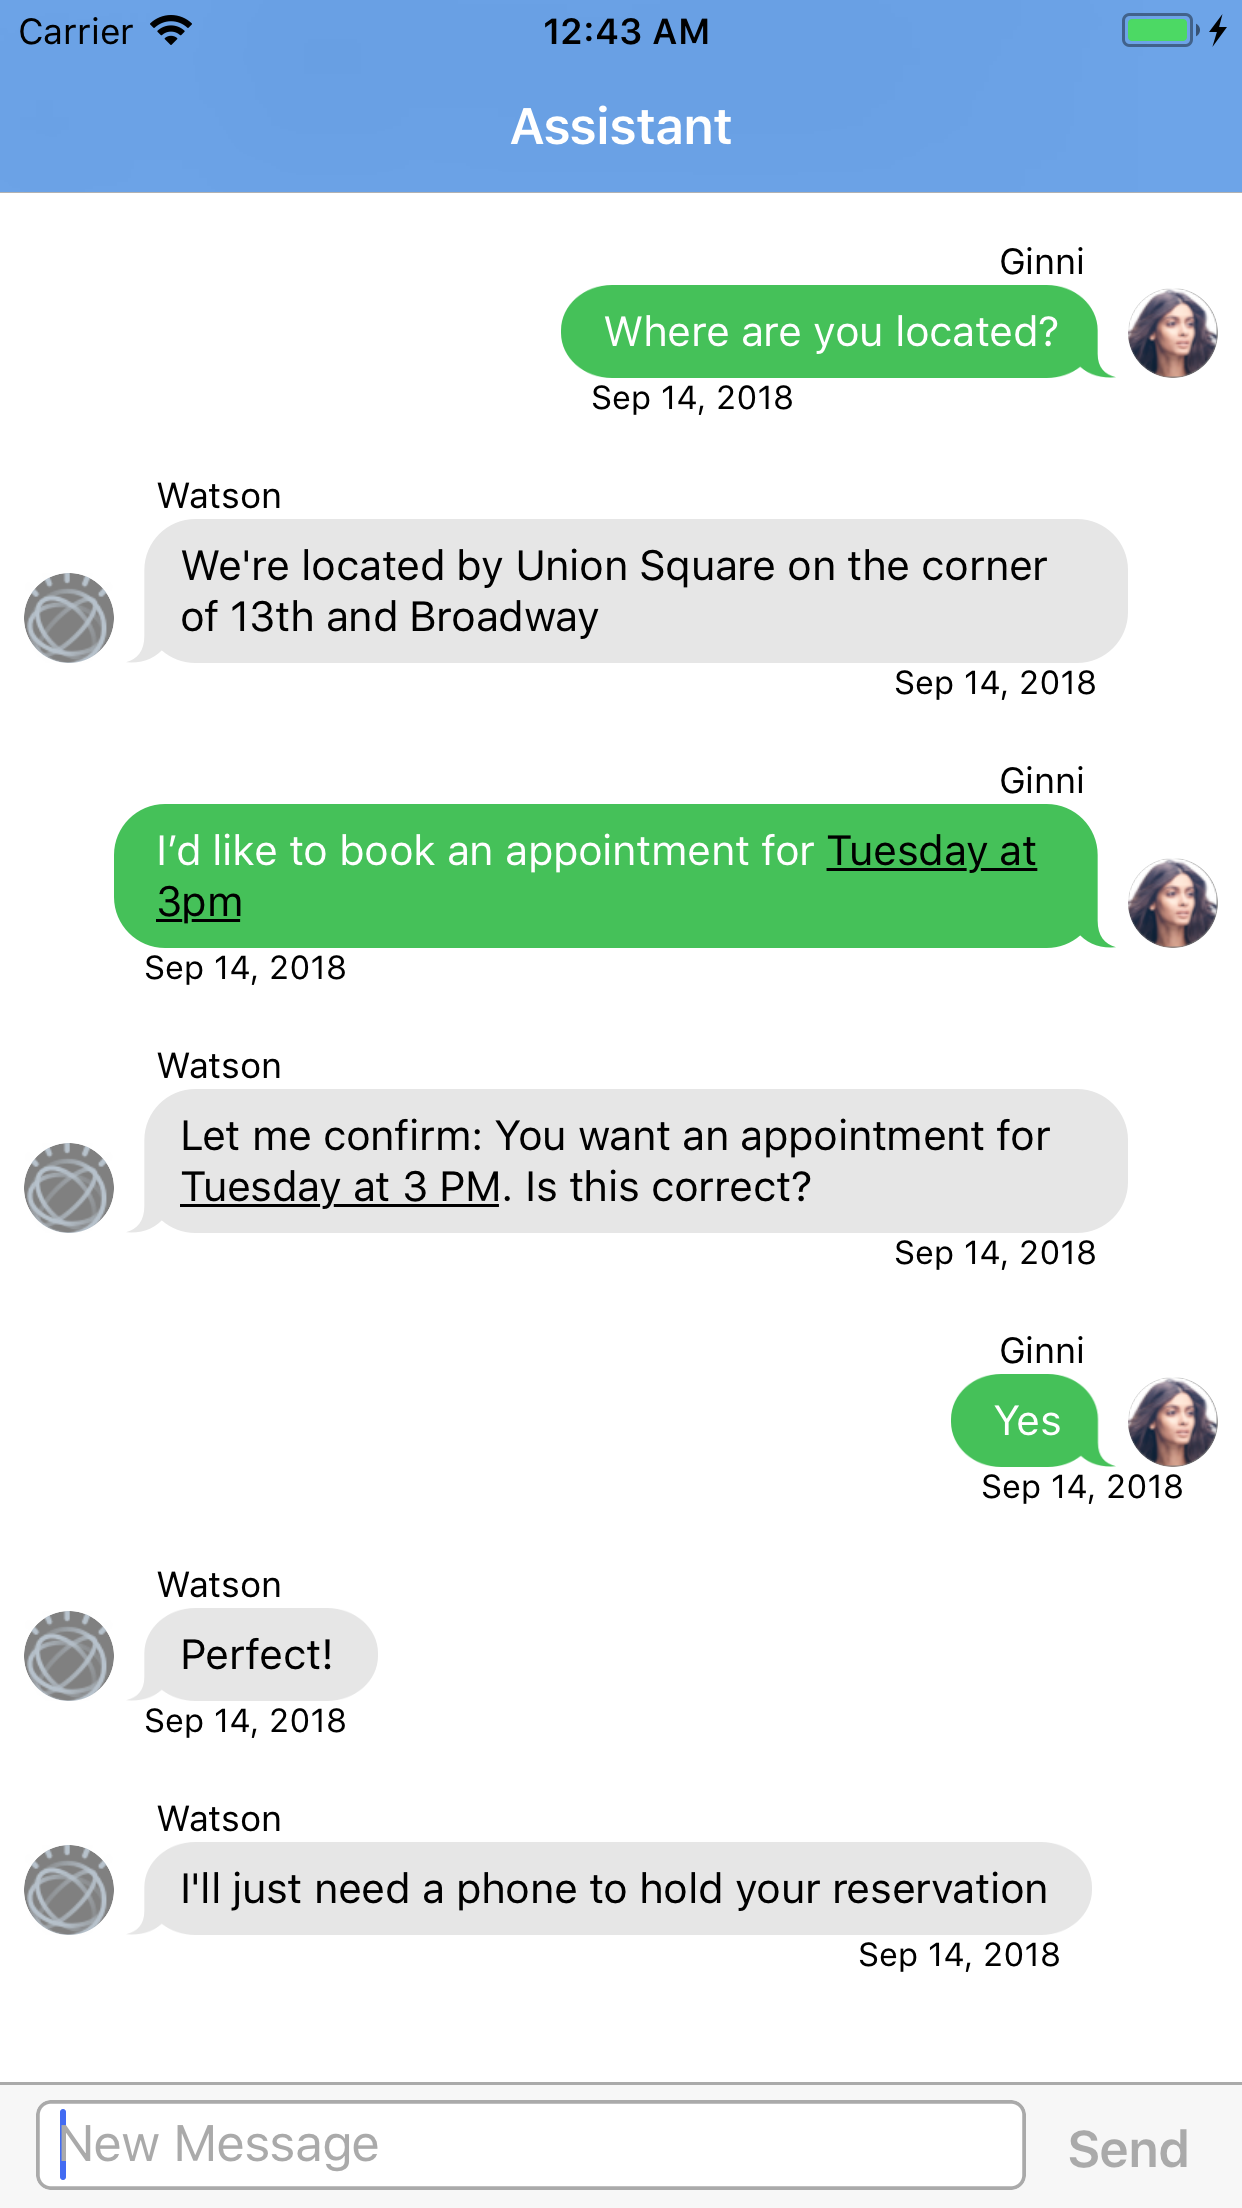 Carrier 12:43 AM
Assistant
Ginni
Where are you located?
Sep 14, 2018
Watson
We're located by Union Square on the corner
of 13th and Broadway
Sep 14, 2018
Ginni
I’d like to book an appointment for Tuesday at
3pm
Sep 14, 2018
Watson
Let me confirm: You want an appointment for
Tuesday at 3 PM. Is this correct?
Sep 14, 2018
Ginni
Yes
Sep 14, 2018
Watson
Perfect!
Sep 14, 2018
Watson
I'll just need a phone to hold your reservation
Sep 14, 2018
New Message Send